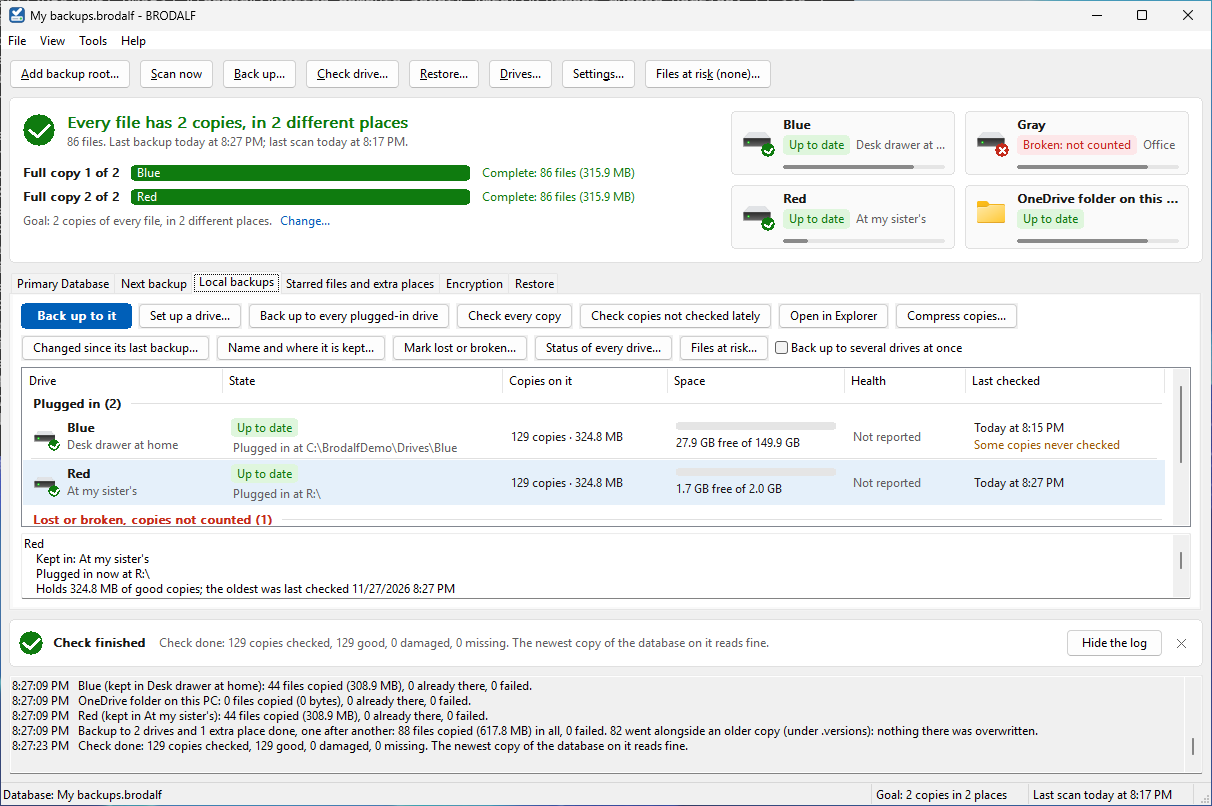 My backups.brodalf - BRODALF
File View Tools Help
Add backup root... Scan now Back up... Check drive... Restore... Drives... Settings... Files at risk (none)...
Every file has 2 copies, in 2 different places
86 files. Last backup today at 8:27 PM; last scan today at 8:17 PM.
Full copy 1 of 2 Blue Complete: 86 files (315.9 MB)
Full copy 2 of 2 Red Complete: 86 files (315.9 MB)
Goal: 2 copies of every file, in 2 different places. Change...
Blue
Up to date Desk drawer at ...
Gray
Broken: not counted Office
Red
Up to date At my sister's
OneDrive folder on this ...
Up to date
Primary Database Next backup Local backups Starred files and extra places Encryption Restore
Back up to it Set up a drive... Back up to every plugged-in drive Check every copy Check copies not checked lately Open in Explorer Compress copies...
Changed since its last backup... Name and where it is kept... Mark lost or broken... Status of every drive... Files at risk... Back up to several drives at once
Drive State Copies on it Space Health Last checked
Plugged in (2)
Blue
Desk drawer at home
Up to date
Plugged in at C:\BrodalfDemo\Drives\Blue
129 copies · 324.8 MB
27.9 GB free of 149.9 GB
Not reported
Today at 8:15 PM
Some copies never checked
Red
At my sister's
Up to date
Plugged in at R:\
129 copies · 324.8 MB
1.7 GB free of 2.0 GB
Not reported
Today at 8:27 PM
Lost or broken, copies not counted (1)
Red
Kept in: At my sister's
Plugged in now at R:\
Holds 324.8 MB of good copies; the oldest was last checked 11/27/2026 8:27 PM
Check finished Check done: 129 copies checked, 129 good, 0 damaged, 0 missing. The newest copy of the database on it reads fine. Hide the log
8:27:09 PM Blue (kept in Desk drawer at home): 44 files copied (308.9 MB), 0 already there, 0 failed.
8:27:09 PM OneDrive folder on this PC: 0 files copied (0 bytes), 0 already there, 0 failed.
8:27:09 PM Red (kept in At my sister's): 44 files copied (308.9 MB), 0 already there, 0 failed.
8:27:09 PM Backup to 2 drives and 1 extra place done, one after another: 88 files copied (617.8 MB) in all, 0 failed. 82 went alongside an older copy (under .versions): nothing there was overwritten.
8:27:23 PM Check done: 129 copies checked, 129 good, 0 damaged, 0 missing. The newest copy of the database on it reads fine.
Database: My backups.brodalf Goal: 2 copies in 2 places Last scan today at 8:17 PM